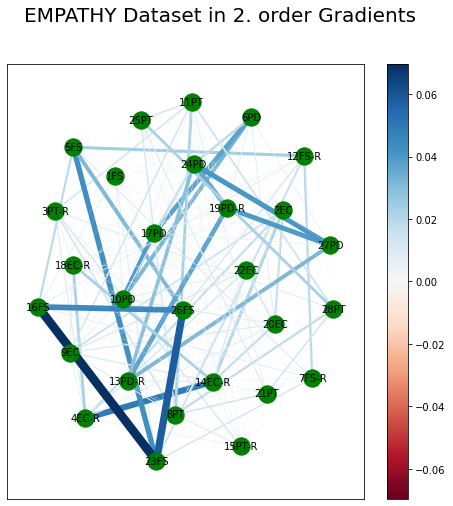 EMPATHY Dataset in 2. order Gradients
11PT
25PT
6PD
5FS
12FS-R
24PD
1FS
3PT-R
19PD-R
2EC
17PD
27PD
18EC-R
22EC
10PD
16FS
26FS
28PT
20EC
9EC
13PD-R
14EC-R
7FS-R
21PT
4EC-R
8PT
15PT-R
23FS
0.06
0.04
0.02
0.00
−0.02
−0.04
−0.06